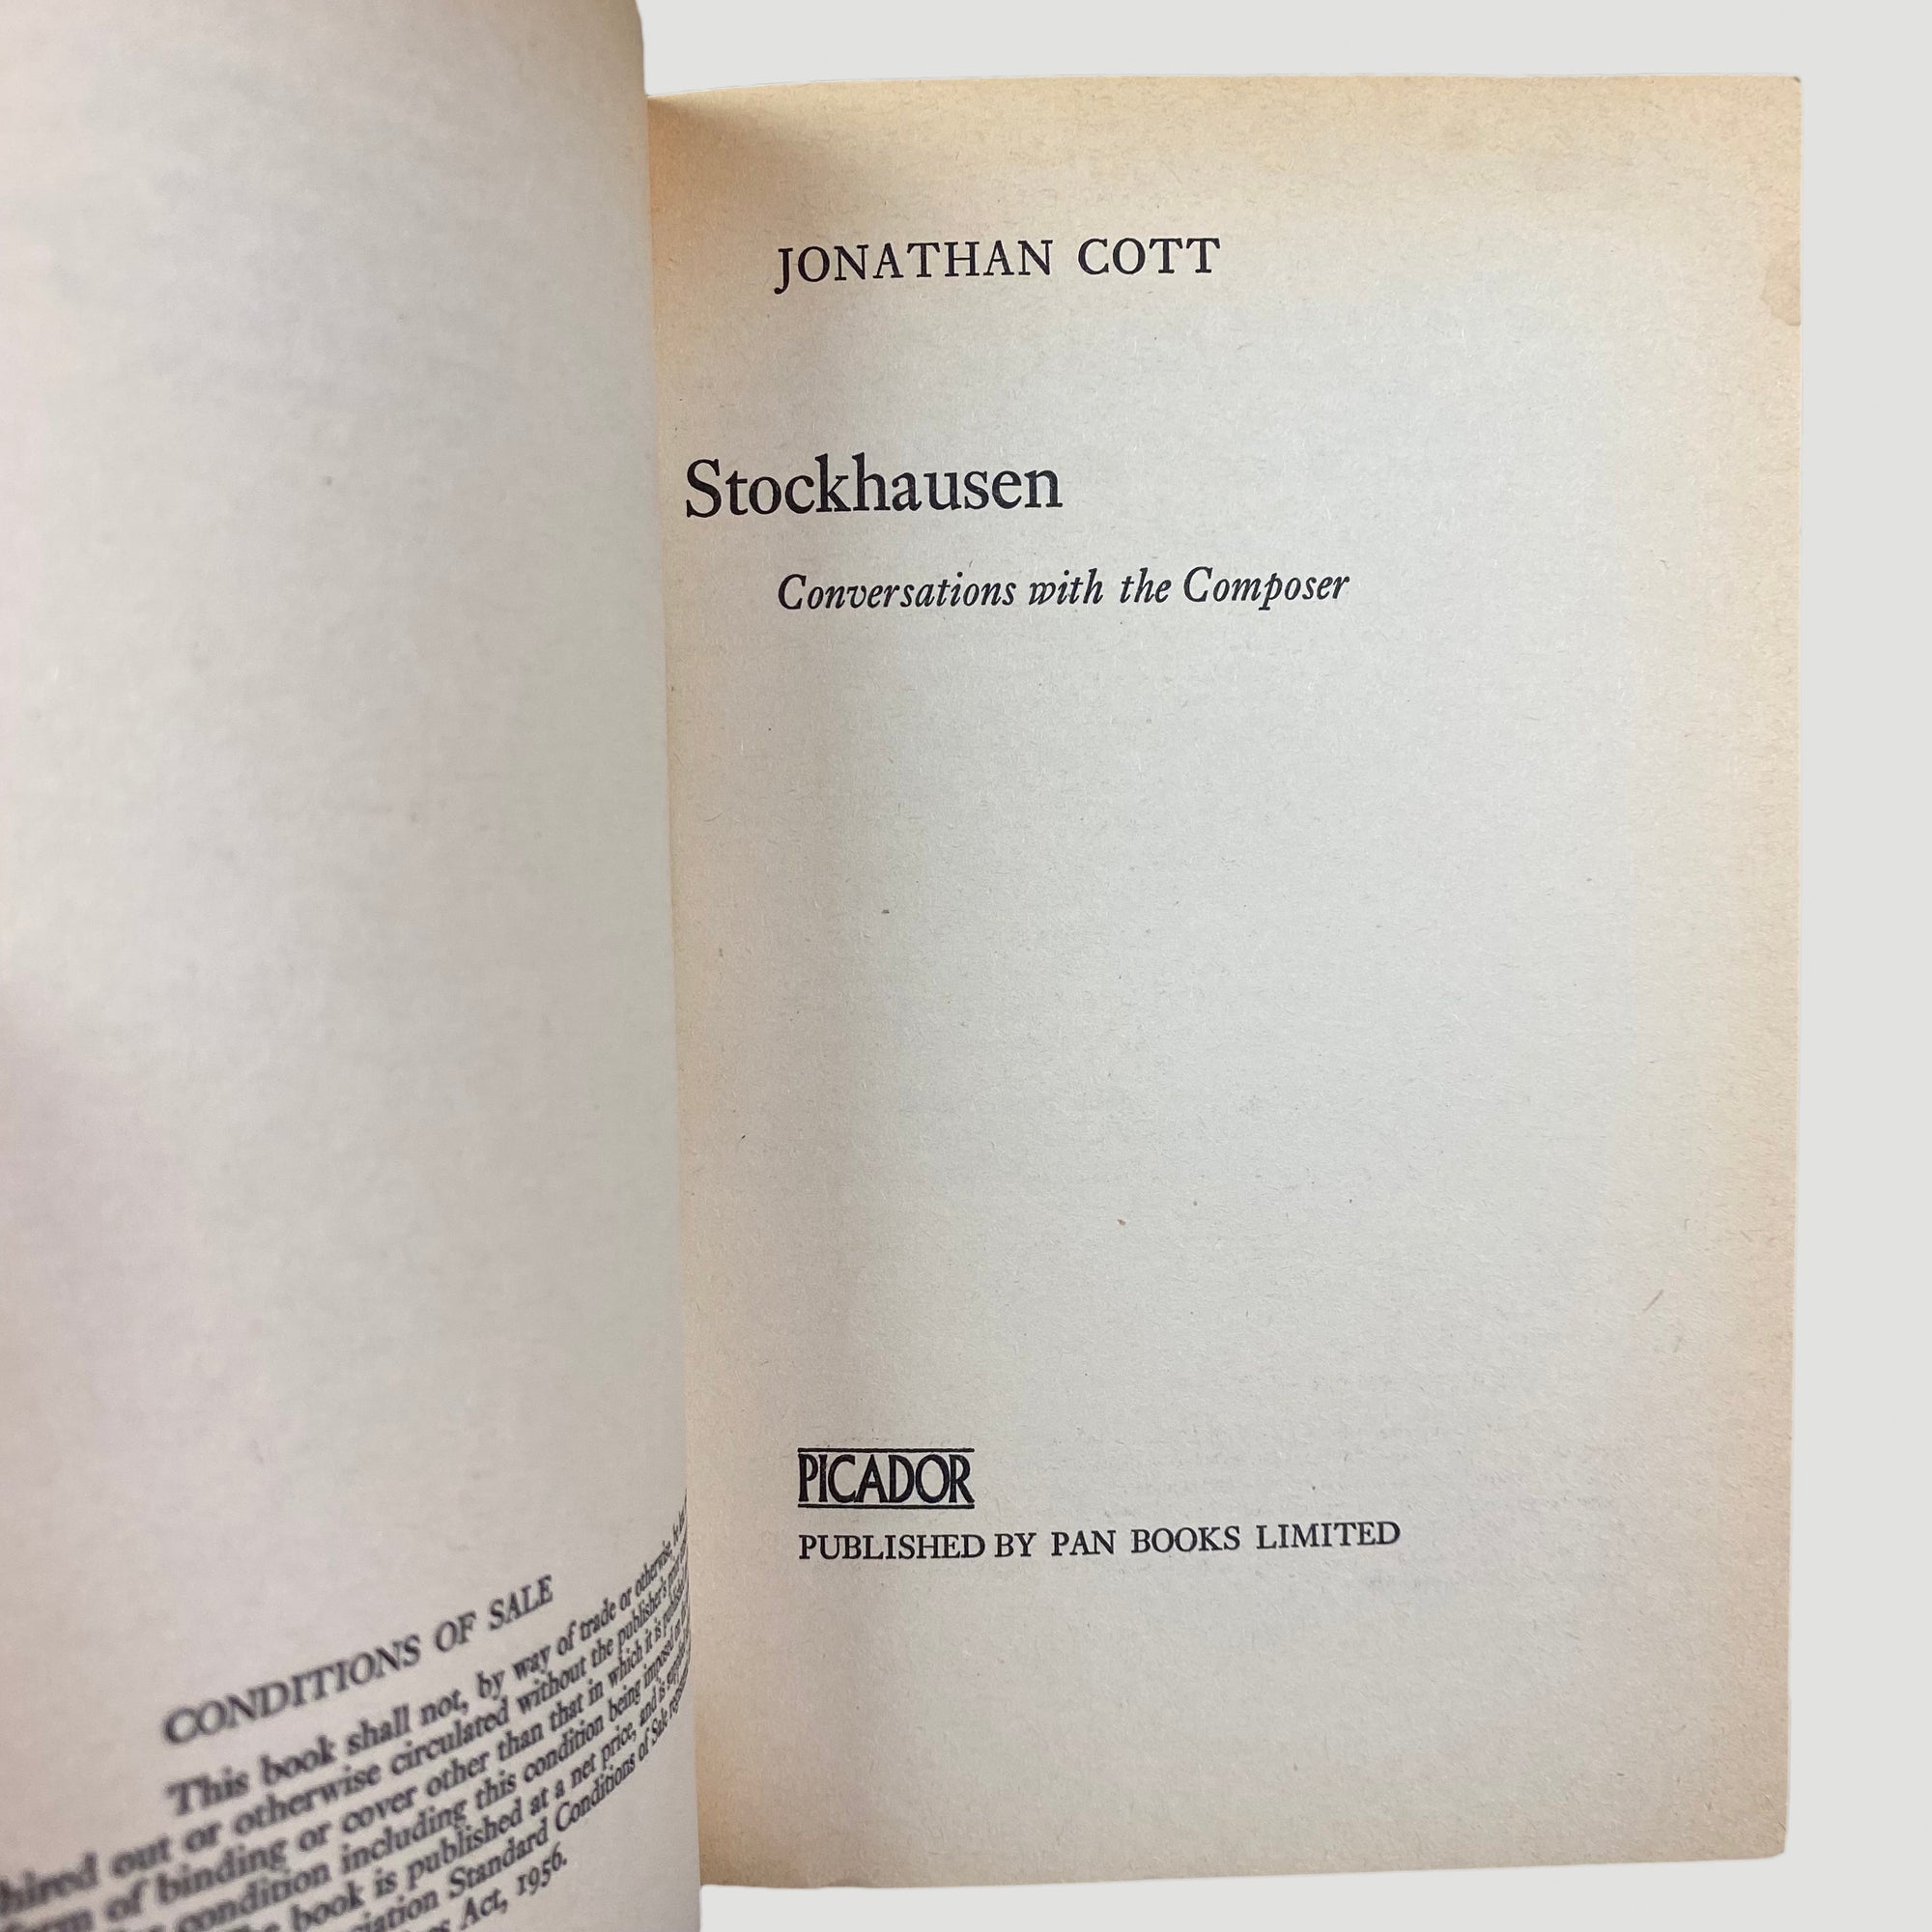 CONDITIONS OF SALE
This book shall not, by way of trade or otherwise, be
hired out or otherwise circulated without the publisher's
of binding or cover other than that in which it is published
condition including this condition being imposed
book is published at a net price, and is
Standard Conditions of Sale
Act, 1956.
JONATHAN COTT
Stockhausen
Conversations with the Composer
PICADOR
PUBLISHED BY PAN BOOKS LIMITED